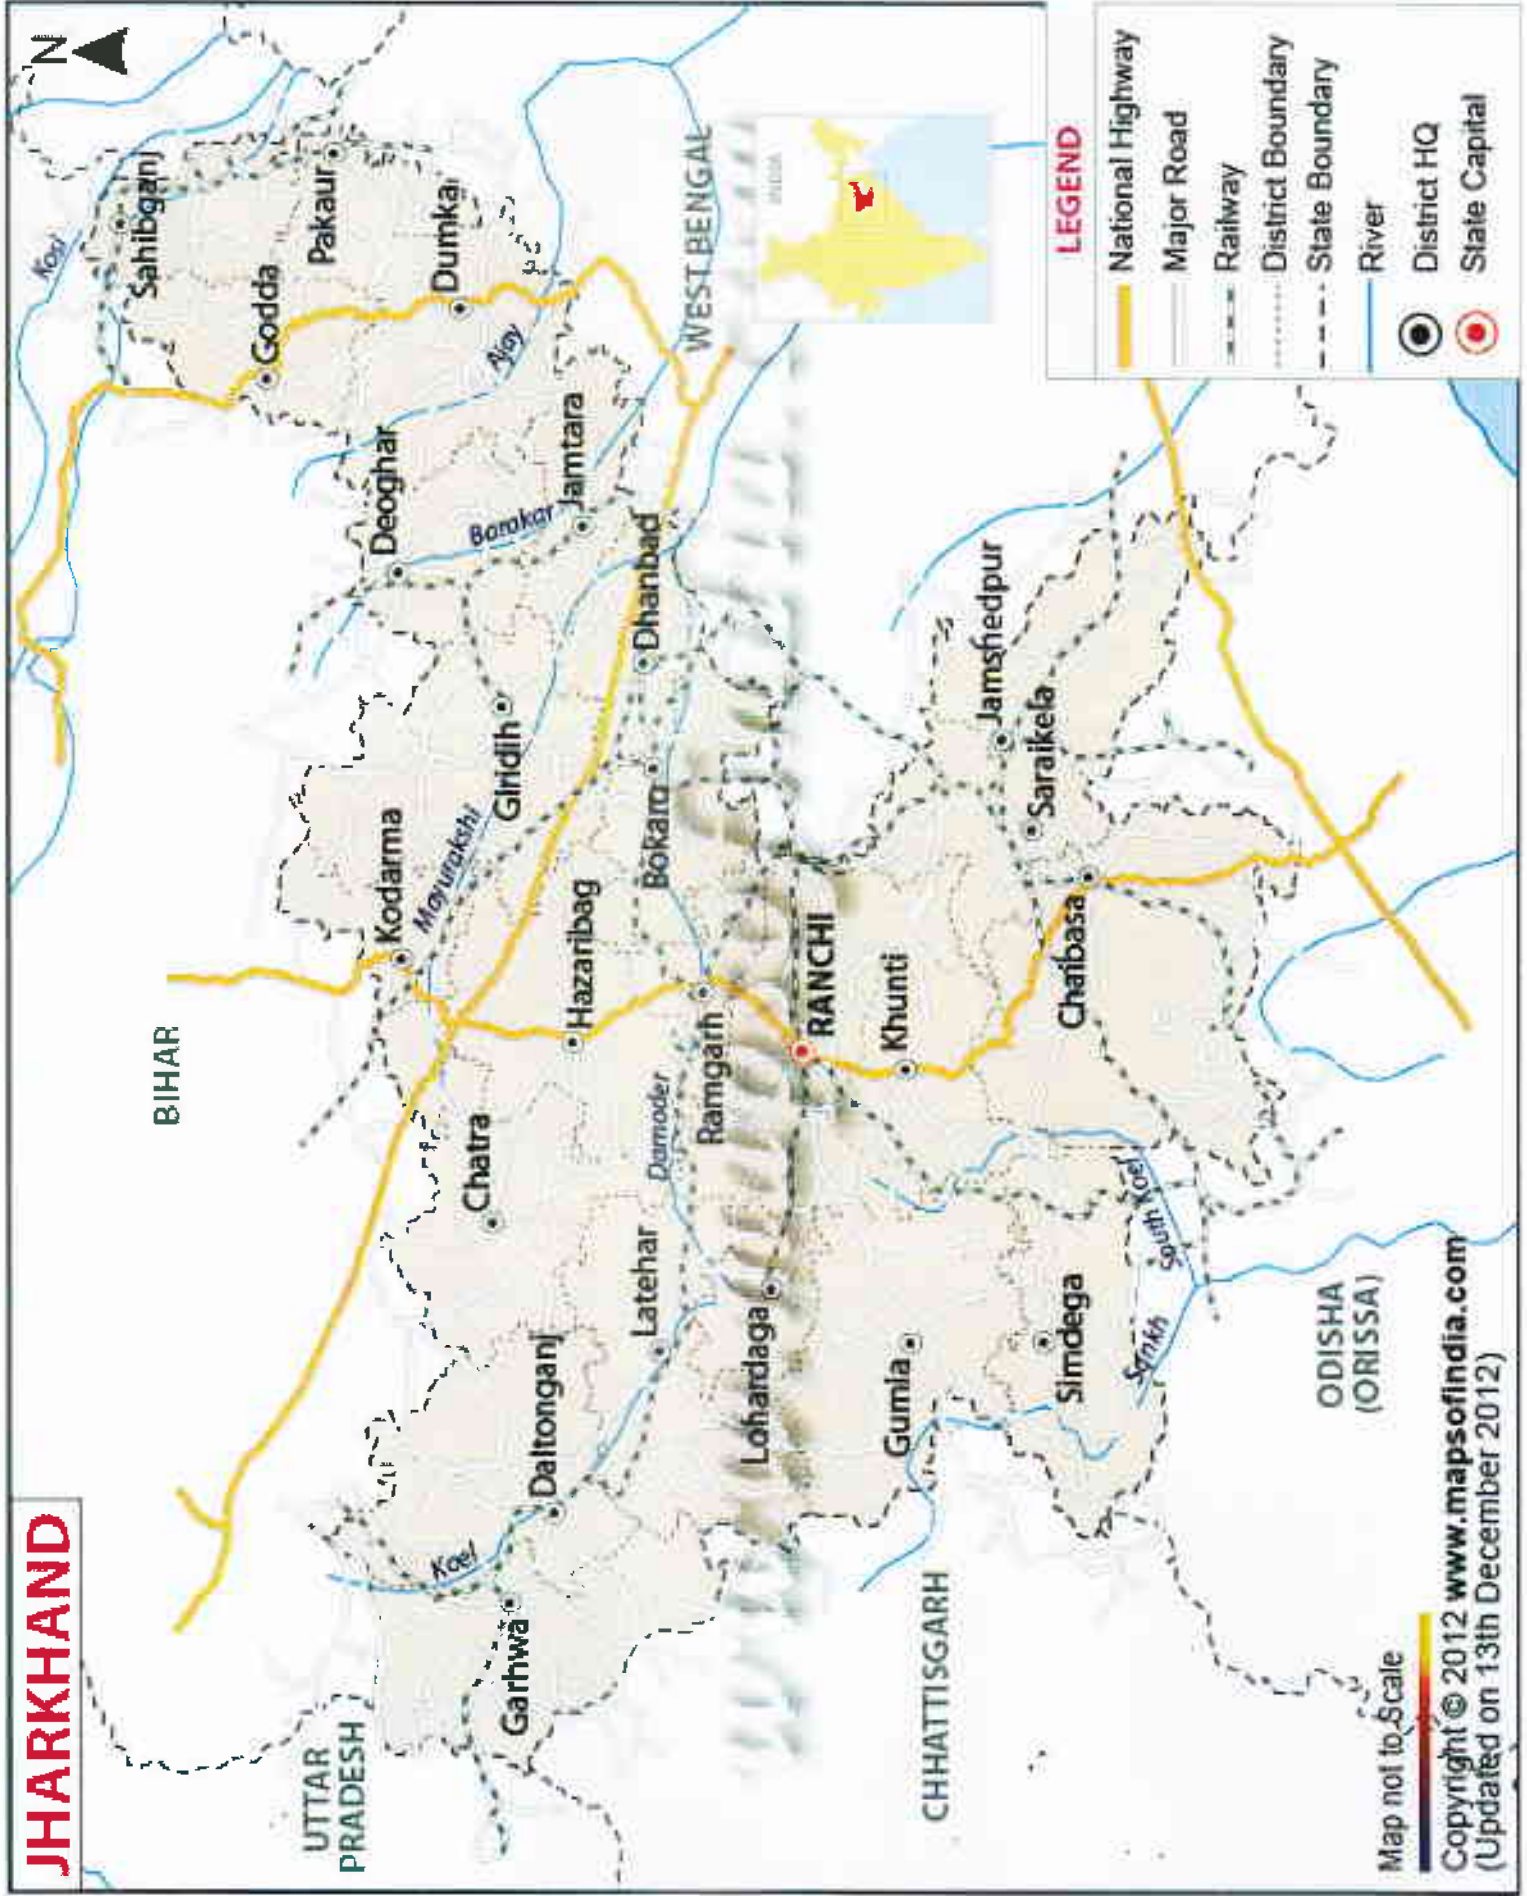 JHARKHAND
N
BIHAR
UTTAR
PRADESH
WEST BENGAL
CHHATTISGARH
ODISHA
(ORISSA)
Kosi
Sahibganj
Godda
Pakaur
Dumka
Ajay
Deoghar
Barakar
Jamtara
Kodarma
Mayurakshi
Giridih
Dhanbad
Hazaribag
Bokaro
Chatra
Koel
Garhwa
Daltonganj
Latehar
Damoder
Ramgarh
RANCHI
Lohardaga
Khunti
Gumla
Simdega
Jamshedpur
Saraikela
Chaibasa
South Koel
Sankh
INDIA
LEGEND
National Highway
Major Road
Railway
District Boundary
State Boundary
River
District HQ
State Capital
Map not to Scale
Copyright © 2012 www.mapsofindia.com
(Updated on 13th December 2012)